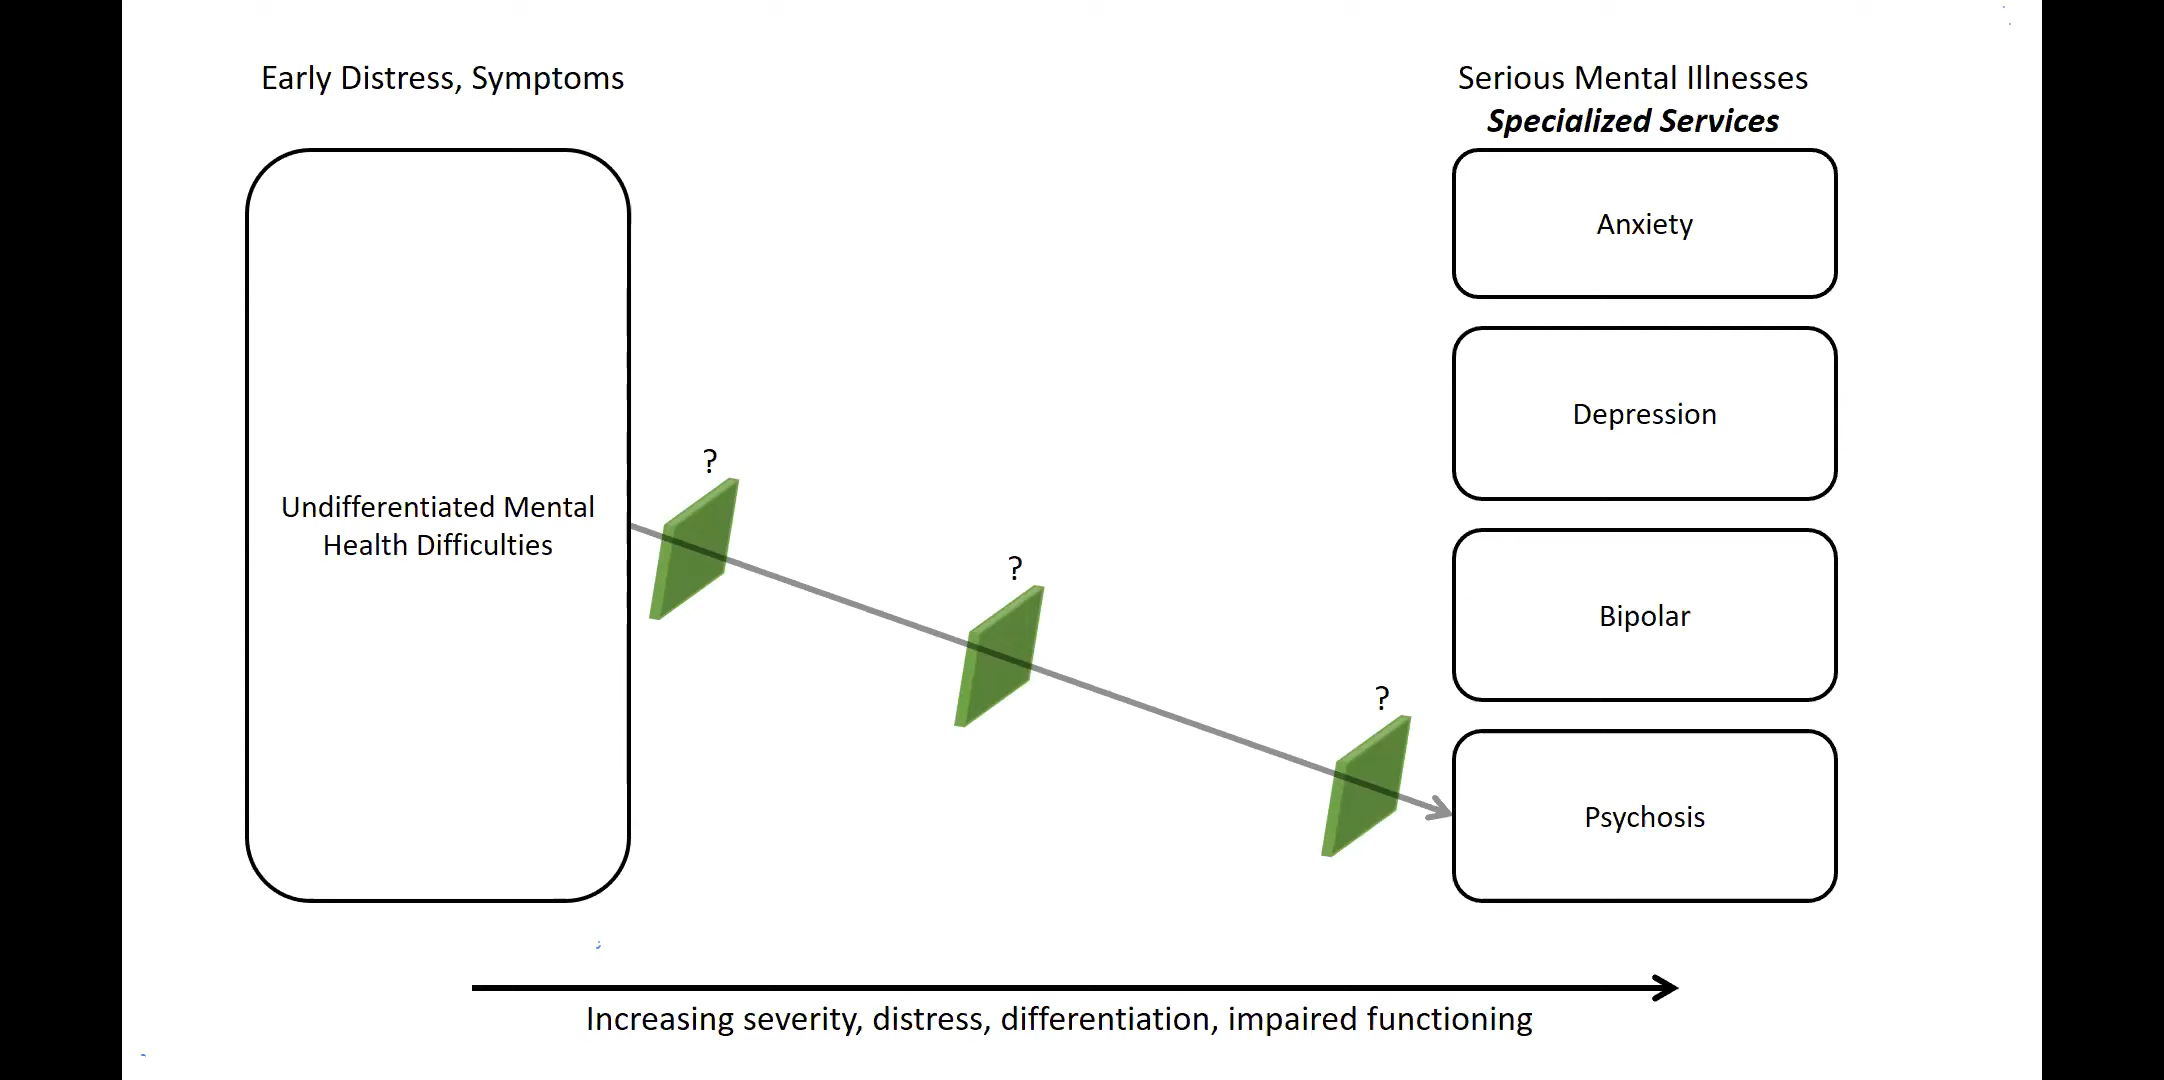 Early Distress, Symptoms
Serious Mental Illnesses
Specialized Services
Anxiety
Depression
Bipolar
Psychosis
Undifferentiated Mental
Health Difficulties
?
?
?
Increasing severity, distress, differentiation, impaired functioning